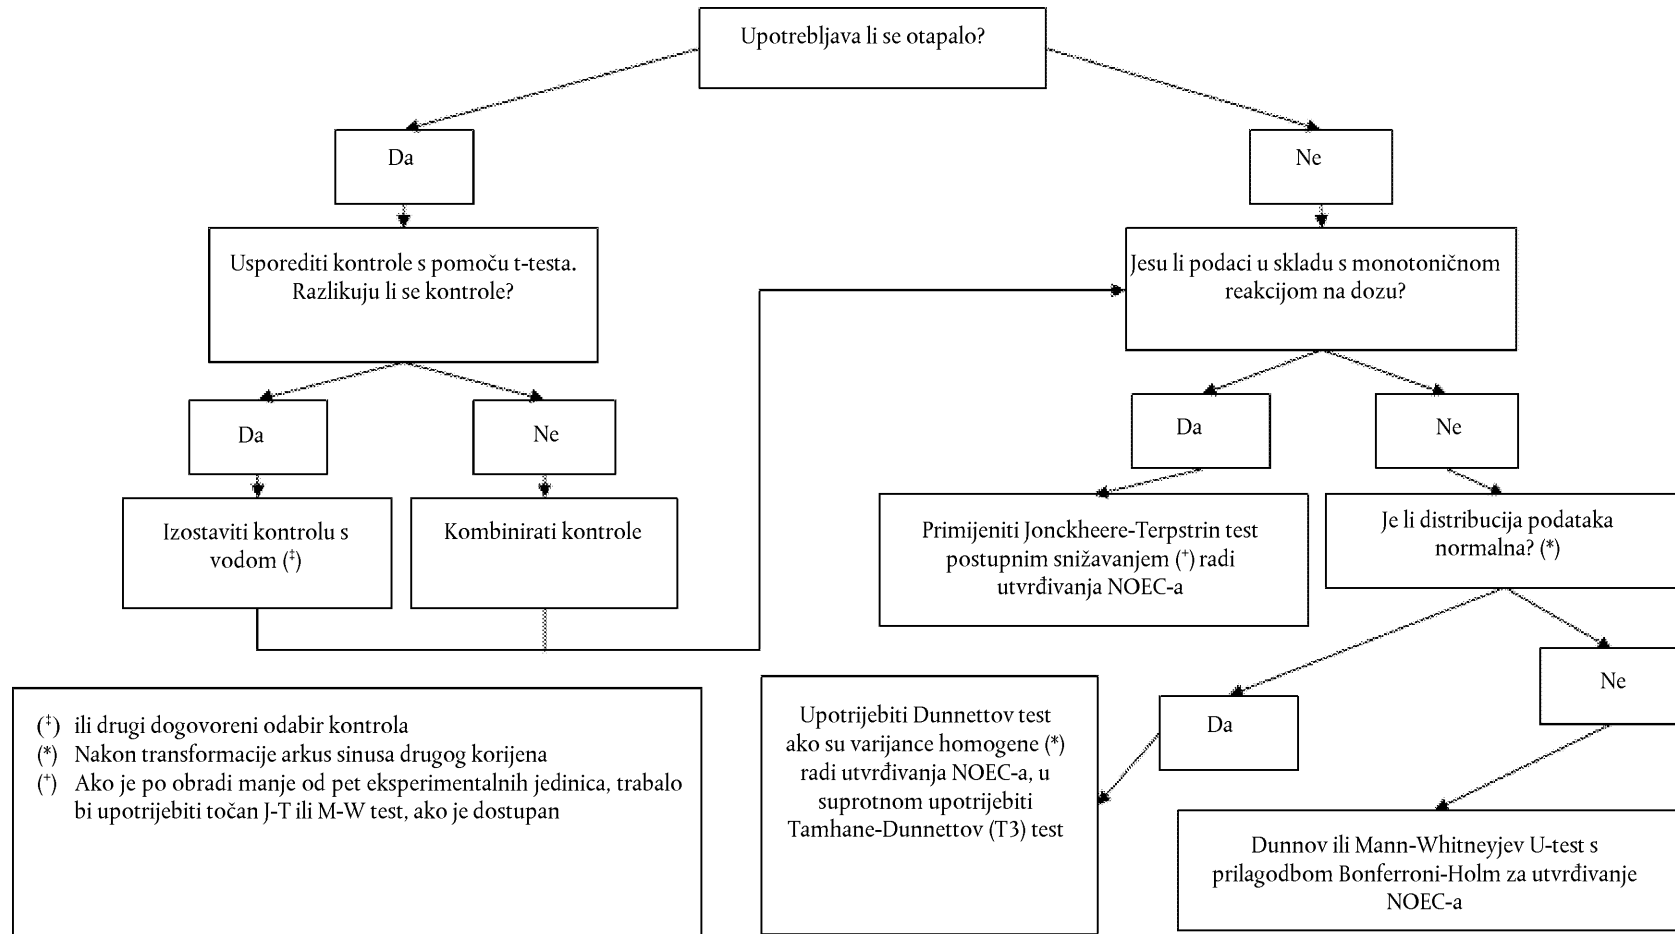 Upotrebljava li se otapalo?
Da
Ne
Usporediti kontrole s pomoču t-testa.
Razlikuju li se kontrole?
Jesu li podaci u skladu s monotoničnom
reakcijom na dozu?
Da
Ne
Da
Ne
Izostaviti kontrolu s
vodom (‡)
Kombinirati kontrole
Primijeniti Jonckheere-Terpstrin test
postupnim snižavanjem (⁺) radi
utvrđivanja NOEC-a
Je li distribucija podataka
normalna? (*)
Da
Ne
Upotrijebiti Dunnettov test
ako su varijance homogene (*)
radi utvrđivanja NOEC-a, u
suprotnom upotrijebiti
Tamhane-Dunnettov (T3) test
Dunnov ili Mann-Whitneyjev U-test s
prilagodbom Bonferroni-Holm za utvrđivanje
NOEC-a
(‡) ili drugi dogovoreni odabir kontrola
(*) Nakon transformacije arkus sinusa drugog korijena
(⁺) Ako je po obradi manje od pet eksperimentalnih jedinica, trabalo
bi upotrijebiti točan J-T ili M-W test, ako je dostupan